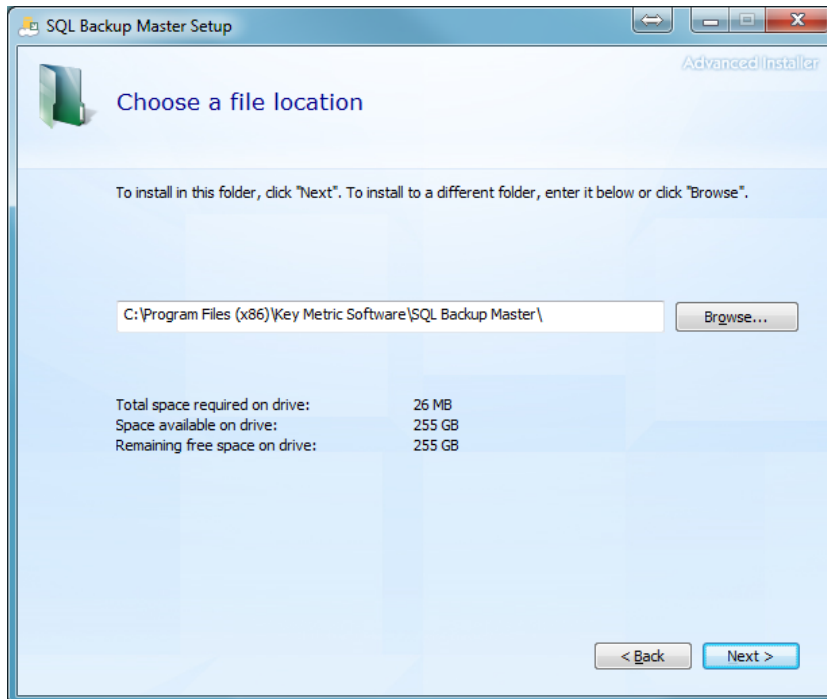 SQL Backup Master Setup
Advanced Installer
Choose a file location
To install in this folder, click "Next". To install to a different folder, enter it below or click "Browse".
C:\Program Files (x86)\Key Metric Software\SQL Backup Master\
Browse...
Total space required on drive: 26 MB
Space available on drive: 255 GB
Remaining free space on drive: 255 GB
< Back
Next >